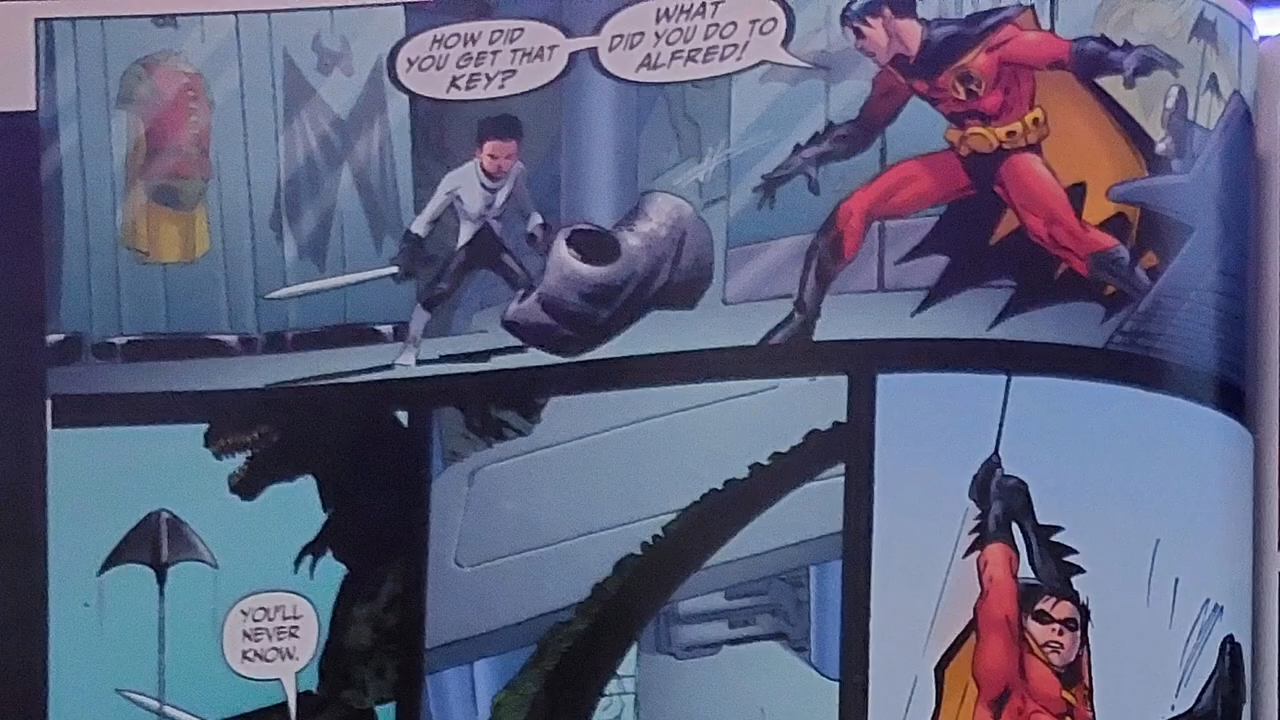 HOW DID
YOU GET THAT
KEY?
WHAT
DID YOU DO TO
ALFRED!
YOU'LL
NEVER
KNOW.